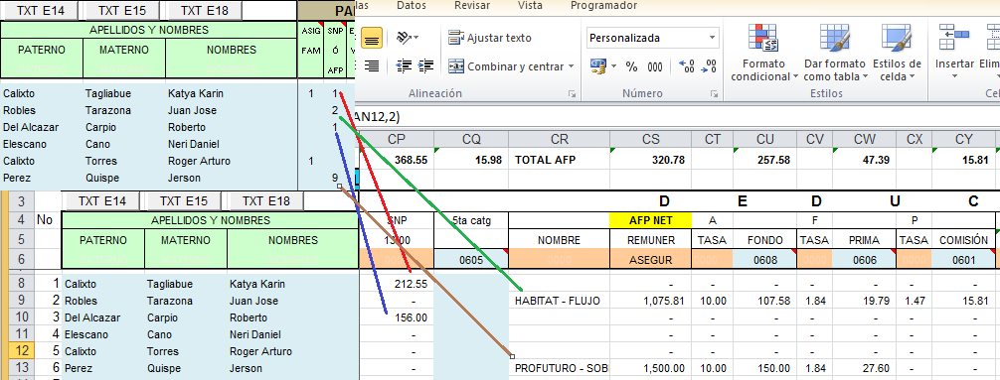 TXT E14 TXT E15 TXT E18 PA
APELLIDOS Y NOMBRES ASIG SNP E_
PATERNO MATERNO NOMBRES FAM Ó V
AFP
Calixto Tagliabue Katya Karin 1 1
Robles Tarazona Juan Jose 2
Del Alcazar Carpio Roberto 1
Elescano Cano Neri Daniel
Calixto Torres Roger Arturo 1
Perez Quispe Jerson 9
las Datos Revisar Vista Programador
Ajustar texto
Combinar y centrar
Alineación
Personalizada
% 000
Número
Formato condicional
Dar formato como tabla
Estilos de celda
Estilos
Insertar Elim
Cel
AN12,2)
CP CQ CR CS CT CU CV CW CX CY
368.55 15.98 TOTAL AFP 320.78 257.58 47.39 15.81
3 TXT E14 TXT E15 TXT E18 D E D U C
4 No APELLIDOS Y NOMBRES SNP 5ta catg AFP NET A F P
5 PATERNO MATERNO NOMBRES 13.00 NOMBRE REMUNER TASA FONDO TASA PRIMA TASA COMISIÓN
6 0605 ASEGUR 0608 0606 0601
8 1 Calixto Tagliabue Katya Karin 212.55 - - - -
9 2 Robles Tarazona Juan Jose - HABITAT - FLUJO 1,075.81 10.00 107.58 1.84 19.79 1.47 15.81
10 3 Del Alcazar Carpio Roberto 156.00 - - - -
11 4 Elescano Cano Neri Daniel - - - - -
12 5 Calixto Torres Roger Arturo - - - - -
13 6 Perez Quispe Jerson - PROFUTURO - SOB 1,500.00 10.00 150.00 1.84 27.60 - -